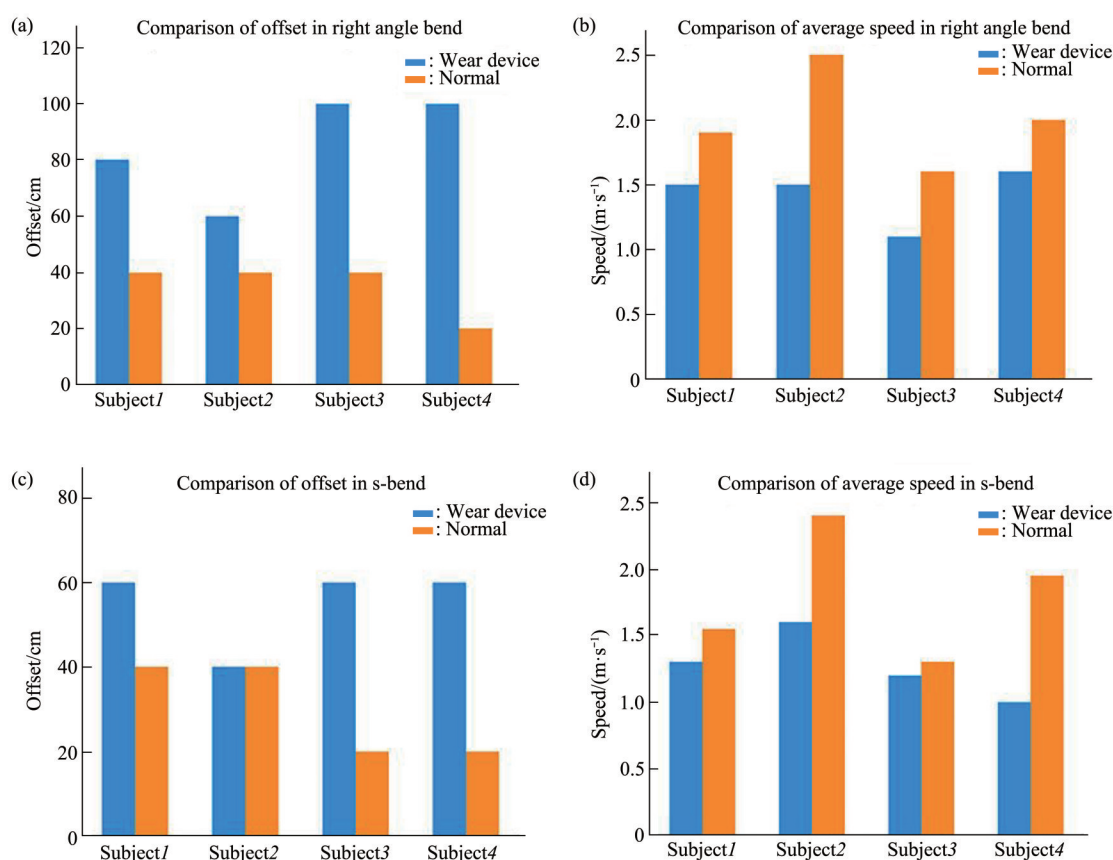 (a)
Comparison of offset in right angle bend
: Wear device
: Normal
Offset/cm
120
100
80
60
40
20
0
Subject1
Subject2
Subject3
Subject4
(b)
Comparison of average speed in right angle bend
: Wear device
: Normal
Speed/(m·s⁻¹)
2.5
2.0
1.5
1.0
0.5
0
Subject1
Subject2
Subject3
Subject4
(c)
Comparison of offset in s-bend
: Wear device
: Normal
Offset/cm
80
60
40
20
0
Subject1
Subject2
Subject3
Subject4
(d)
Comparison of average speed in s-bend
: Wear device
: Normal
Speed/(m·s⁻¹)
2.5
2.0
1.5
1.0
0.5
0
Subject1
Subject2
Subject3
Subject4